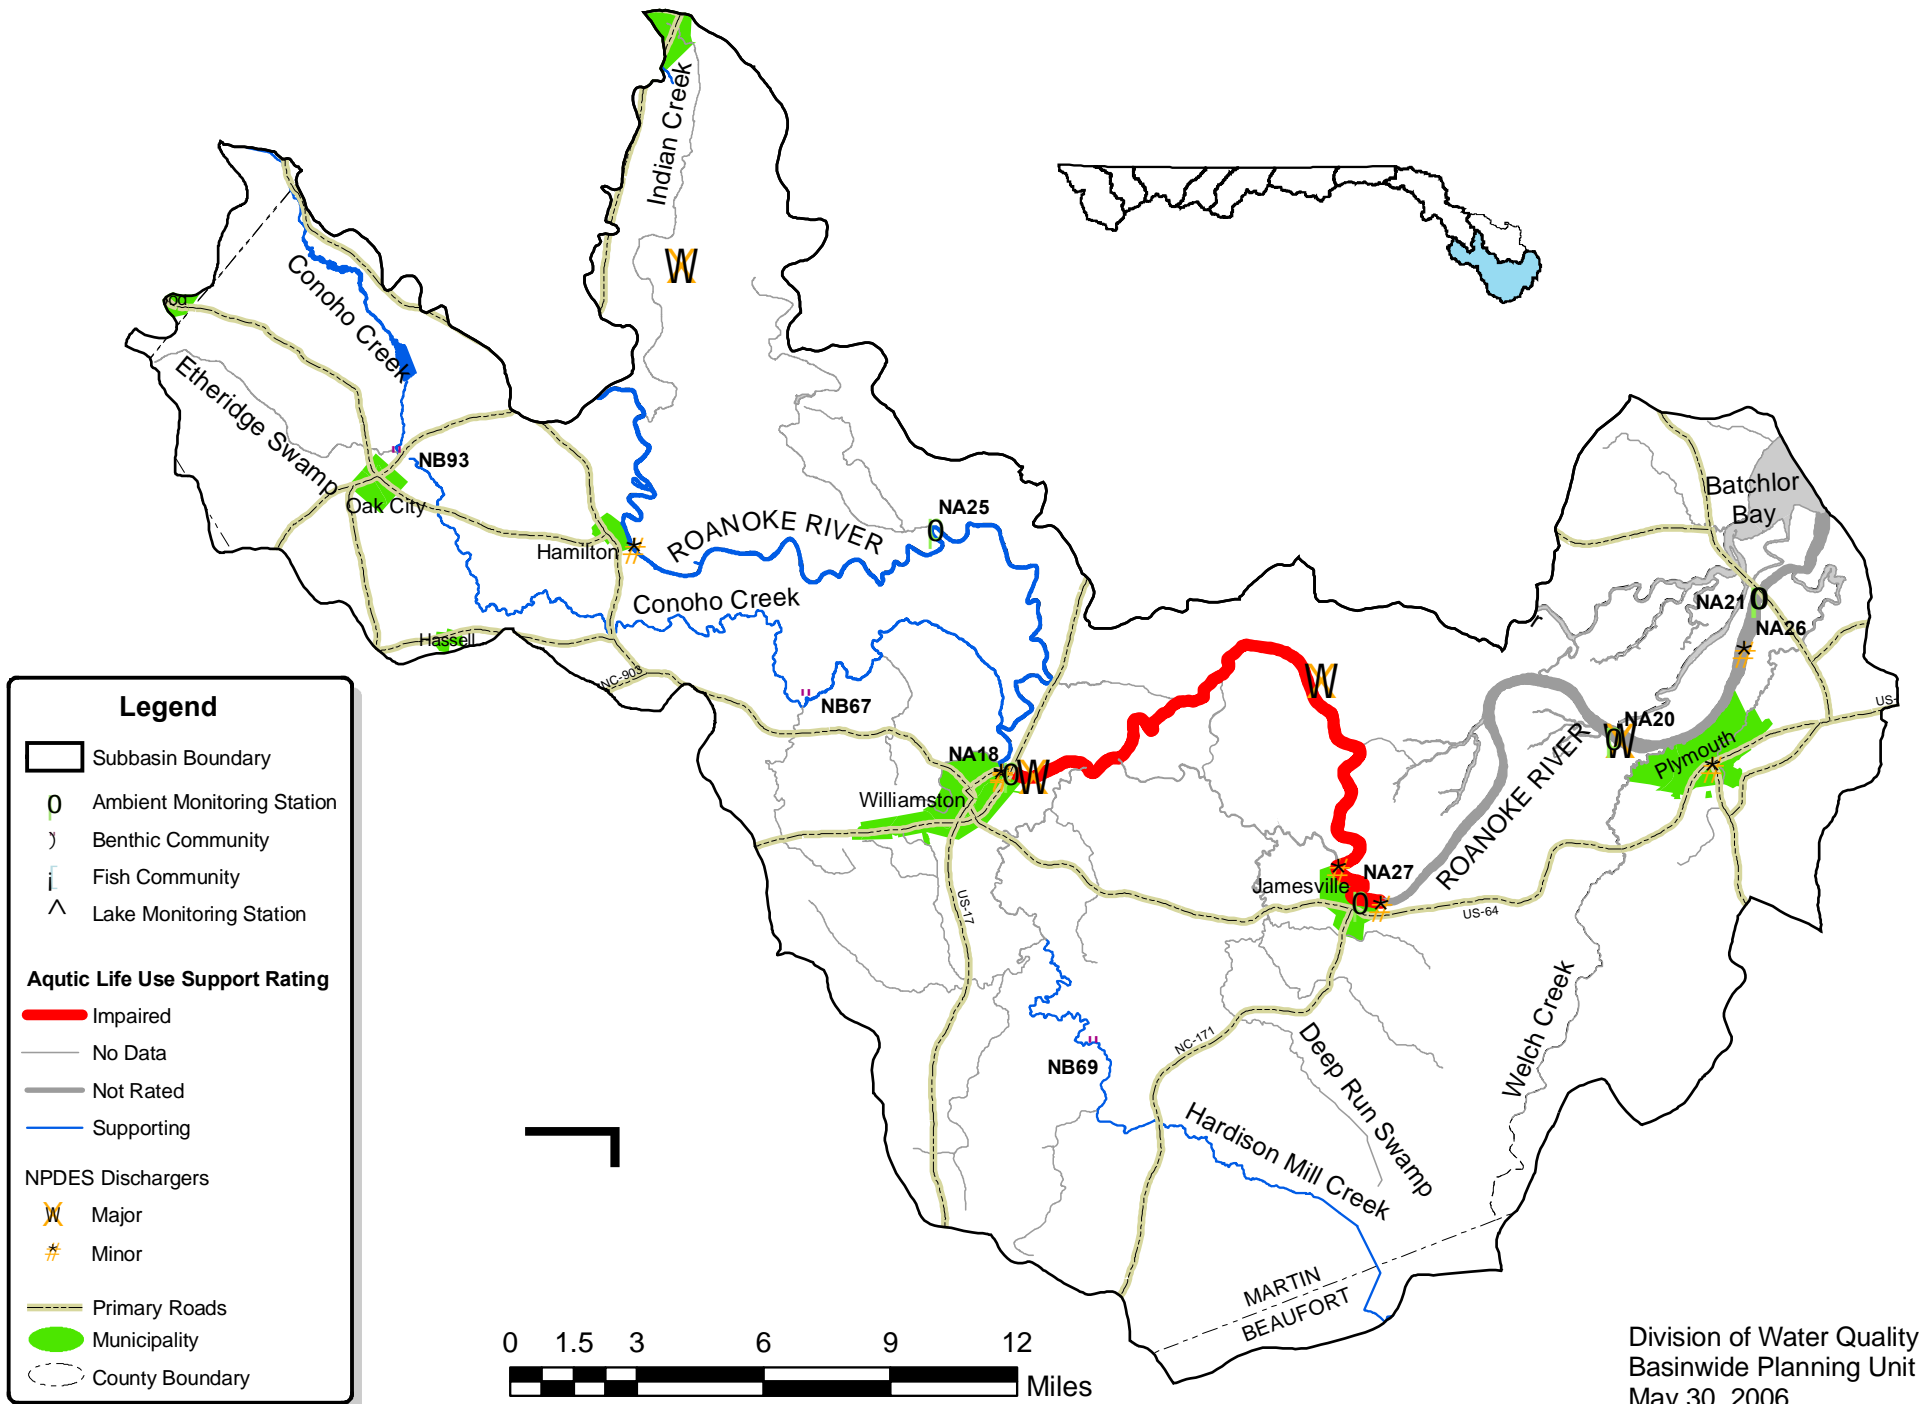 Indian Creek
Conoho Creek
Etheridge Swamp
NB93
Oak City
Hamilton
ROANOKE RIVER
NA25
Conoho Creek
Hassell
NC-903
NB67
NA18
Williamston
US-17
NB69
NC-171
Hardison Mill Creek
Deep Run Swamp
Welch Creek
MARTIN
BEAUFORT
Jamesville
NA27
US-64
ROANOKE RIVER
NA20
Plymouth
US-
NA21
NA26
Batchlor
Bay
Legend
Subbasin Boundary
Ambient Monitoring Station
Benthic Community
Fish Community
Lake Monitoring Station
Aqutic Life Use Support Rating
Impaired
No Data
Not Rated
Supporting
NPDES Dischargers
Major
Minor
Primary Roads
Municipality
County Boundary
0 1.5 3 6 9 12
Miles
Division of Water Quality
Basinwide Planning Unit
May 30, 2006